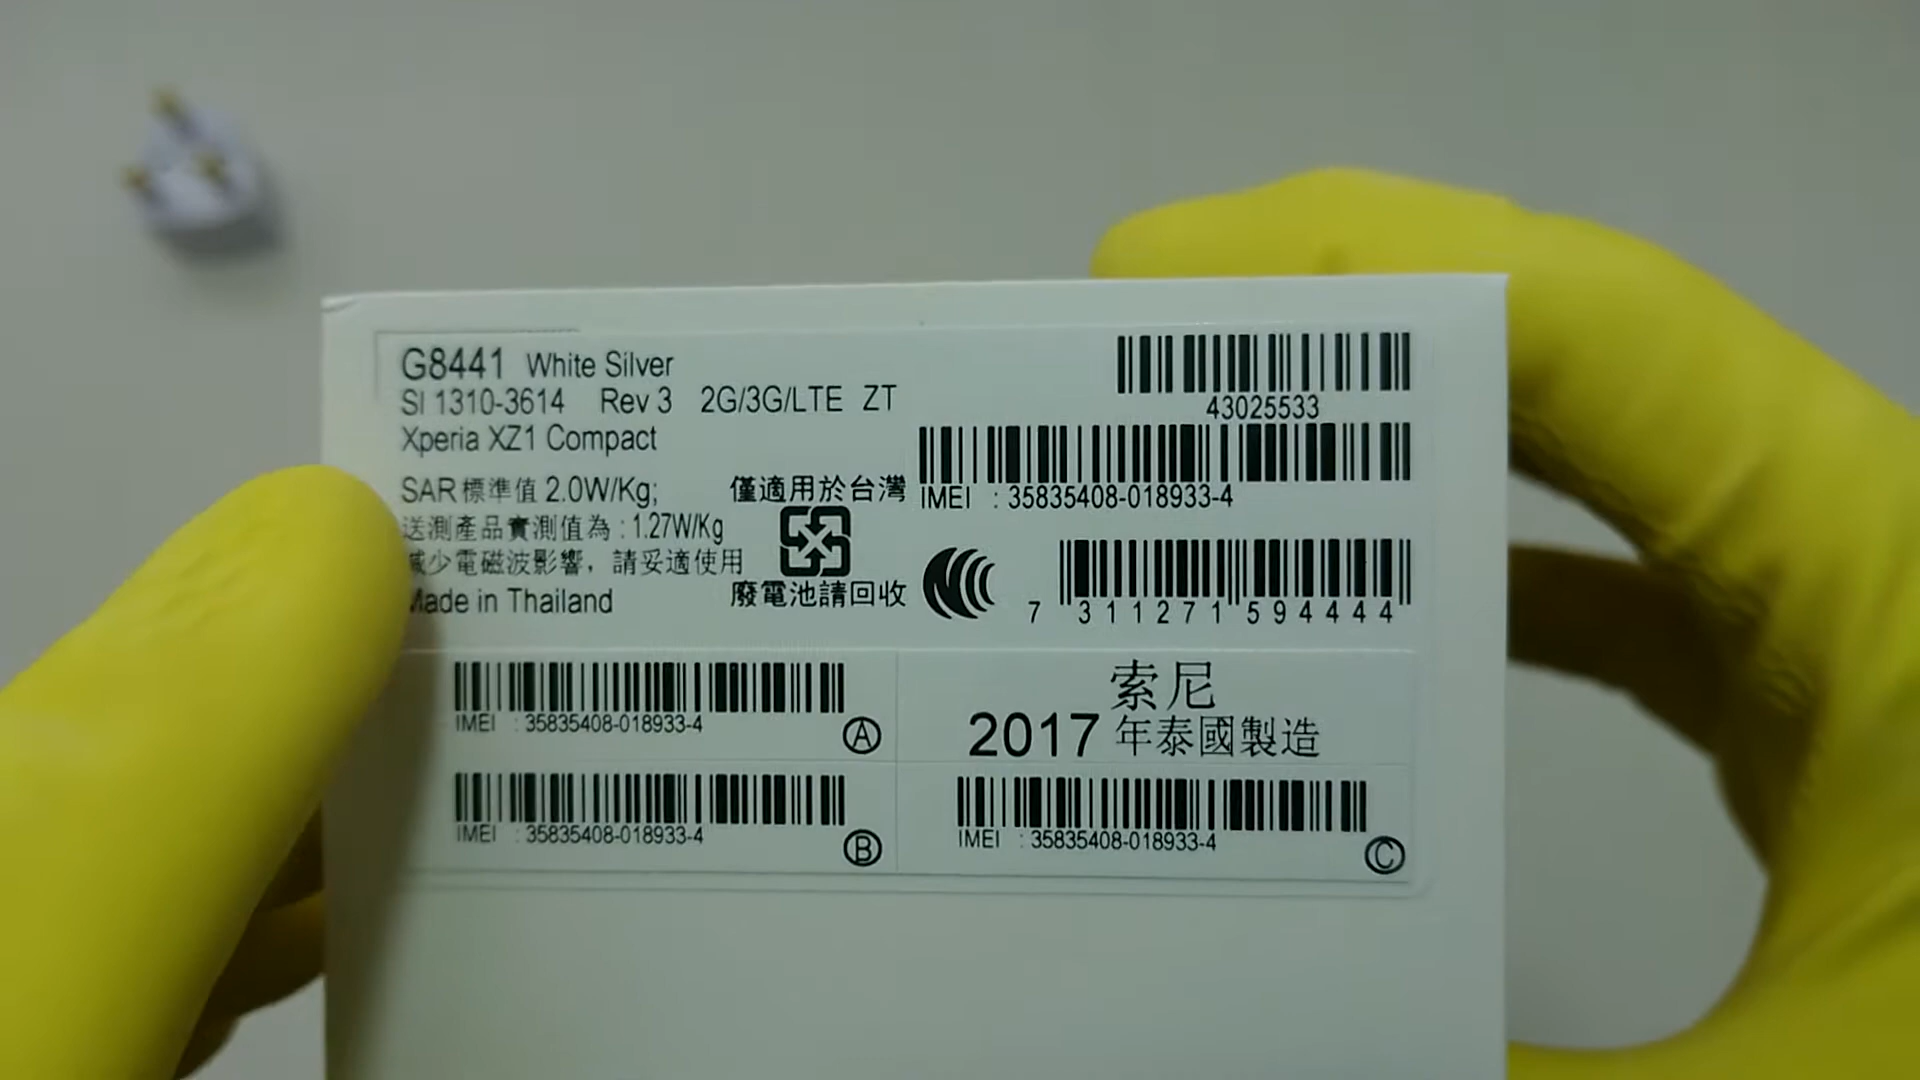 G8441 White Silver
SI 1310-3614 Rev 3 2G/3G/LTE ZT
Xperia XZ1 Compact
SAR標準值 2.0W/Kg;
送測產品實測值為 : 1.27W/Kg
減少電磁波影響，請妥適使用
Made in Thailand
僅適用於台灣
廢電池請回收
43025533
IMEI : 35835408-018933-4
7 311271 594444
IMEI : 35835408-018933-4
A
IMEI : 35835408-018933-4
B
索尼
2017 年泰國製造
IMEI : 35835408-018933-4
C